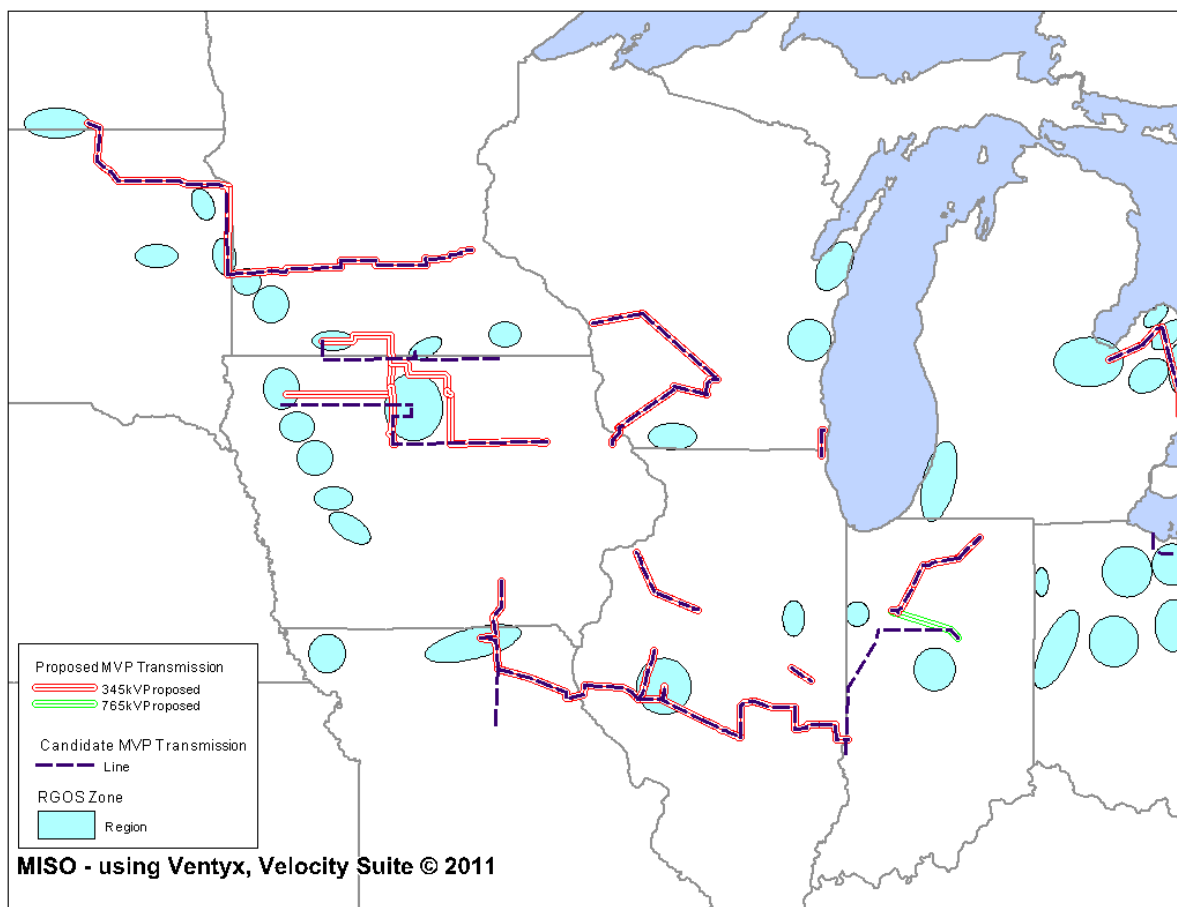 Proposed MVP Transmission
345kVProposed
765kVProposed
Candidate MVP Transmission
Line
RGOS Zone
Region
MISO - using Ventyx, Velocity Suite © 2011